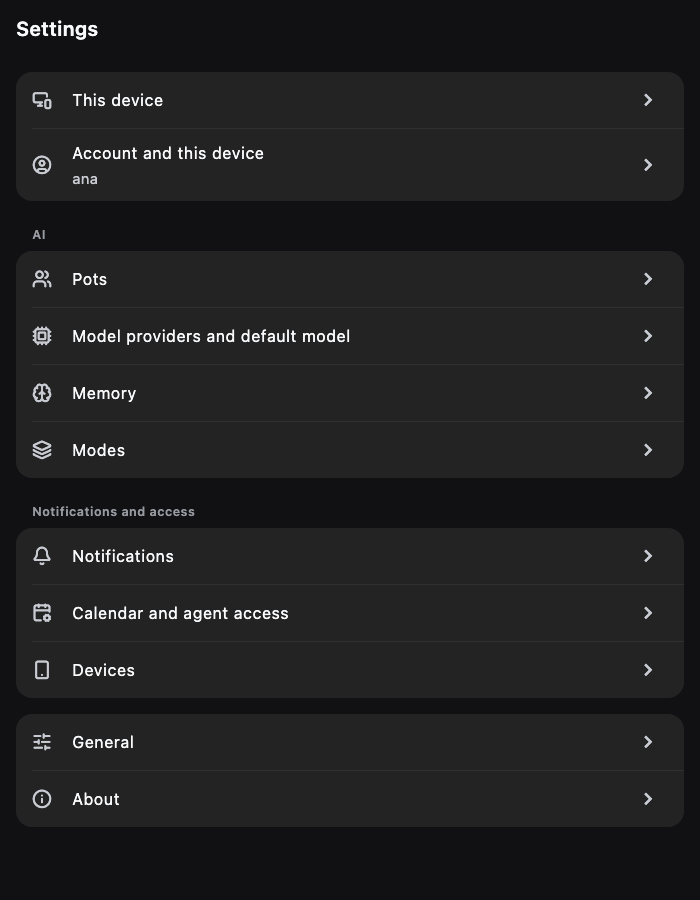 Settings
This device
Account and this device
ana
AI
Pots
Model providers and default model
Memory
Modes
Notifications and access
Notifications
Calendar and agent access
Devices
General
About